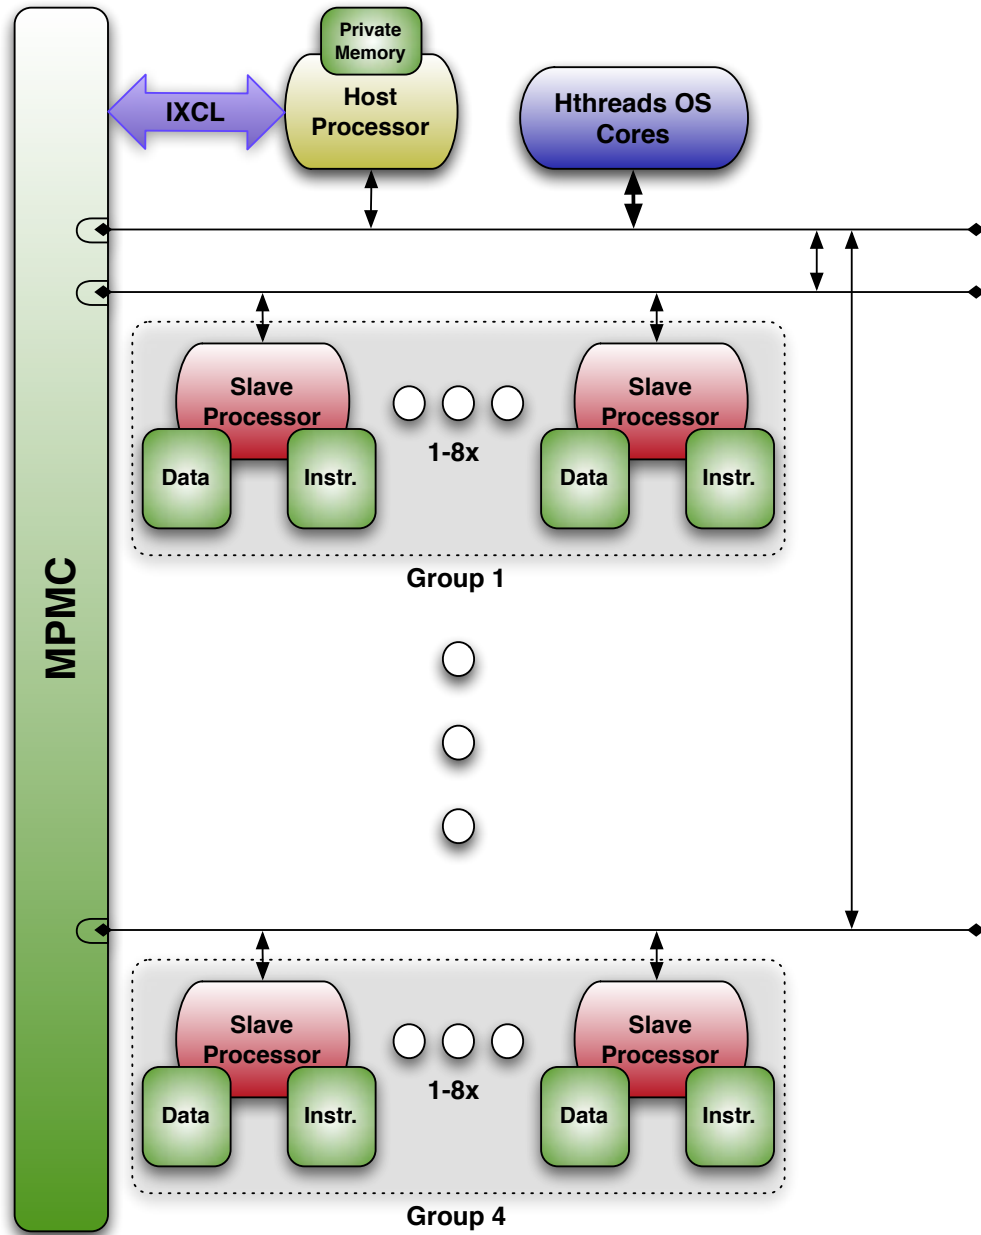 Private
Memory
IXCL
Host
Processor
Hthreads OS
Cores
Slave
Processor
Data
Instr.
1-8x
Slave
Processor
Data
Instr.
Group 1
MPMC
Slave
Processor
Data
Instr.
1-8x
Slave
Processor
Data
Instr.
Group 4